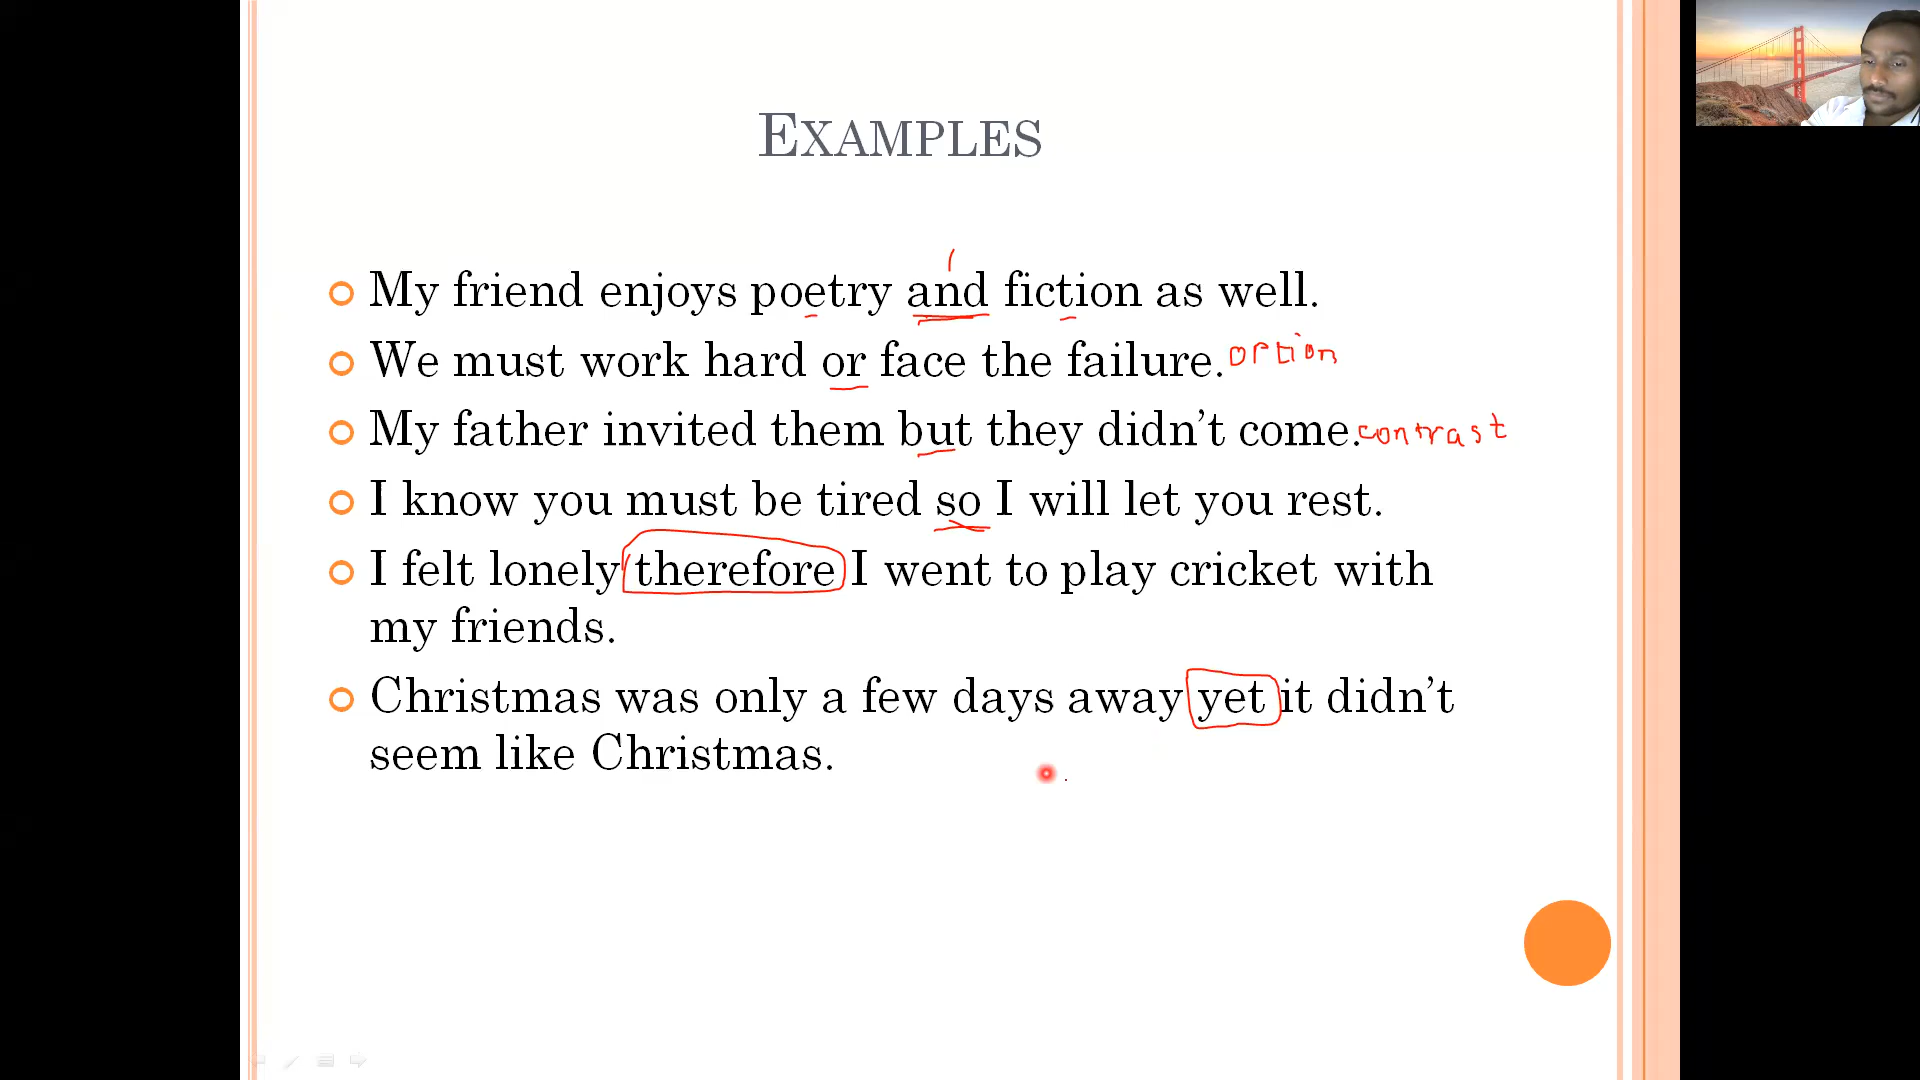 EXAMPLES
My friend enjoys poetry and fiction as well.
We must work hard or face the failure. option
My father invited them but they didn't come. contrast
I know you must be tired so I will let you rest.
I felt lonely therefore I went to play cricket with
my friends.
Christmas was only a few days away yet it didn't
seem like Christmas.